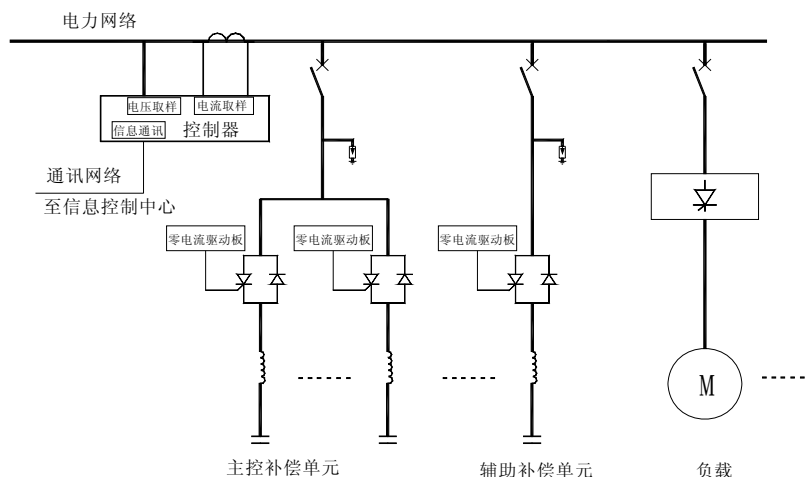 电力网络
电压取样
电流取样
信息通讯
控制器
通讯网络
至信息控制中心
零电流驱动板
零电流驱动板
零电流驱动板
M
主控补偿单元
辅助补偿单元
负载